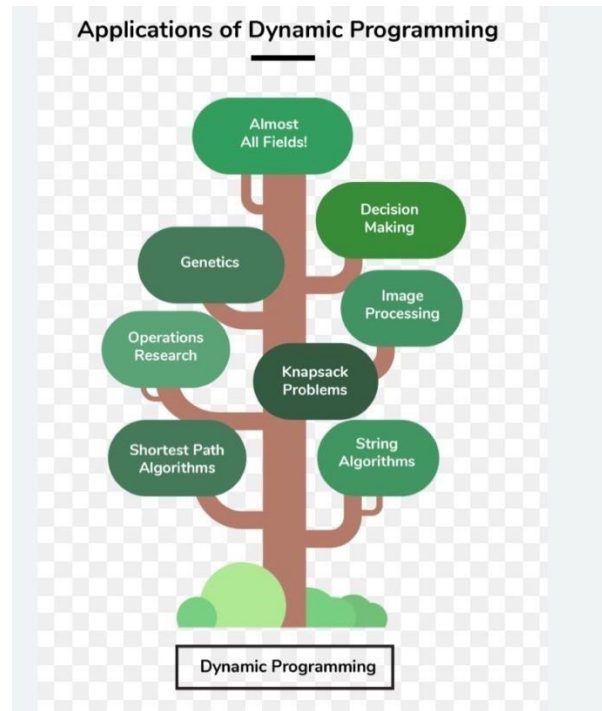 Applications of Dynamic Programming
Almost
All Fields!
Decision
Making
Genetics
Image
Processing
Operations
Research
Knapsack
Problems
Shortest Path
Algorithms
String
Algorithms
Dynamic Programming